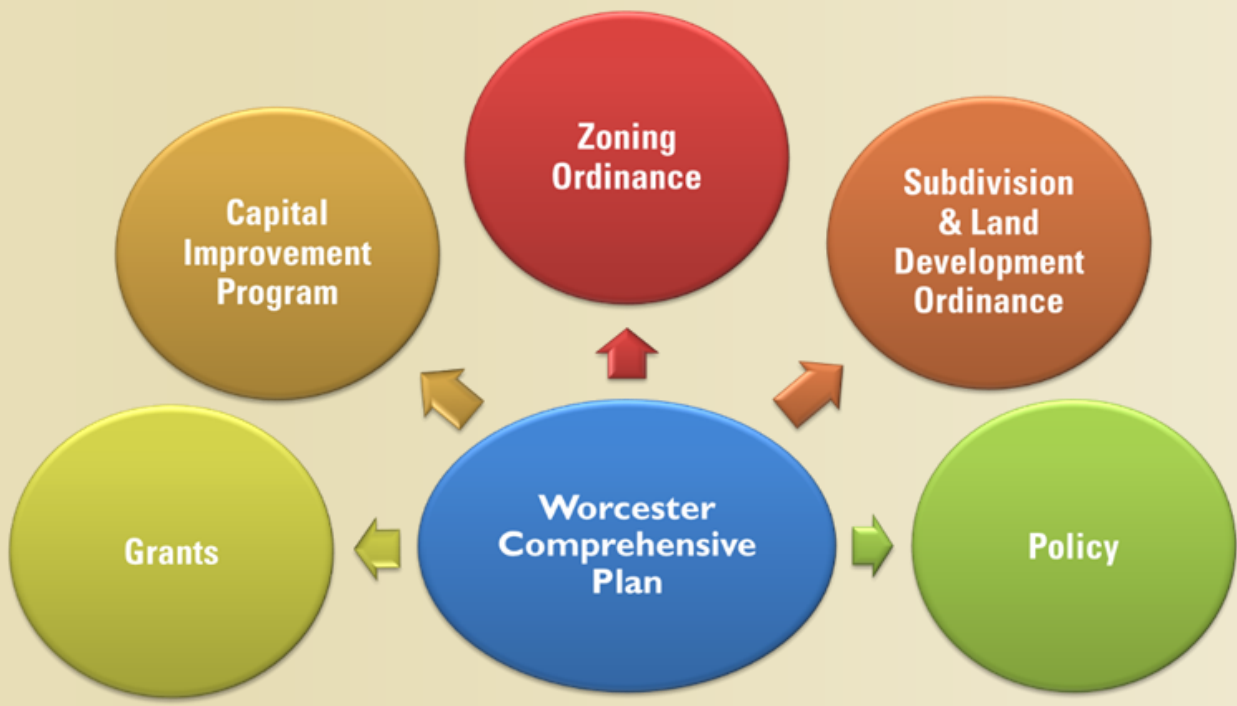 Zoning
Ordinance
Capital
Improvement
Program
Subdivision
& Land
Development
Ordinance
Grants
Worcester
Comprehensive
Plan
Policy